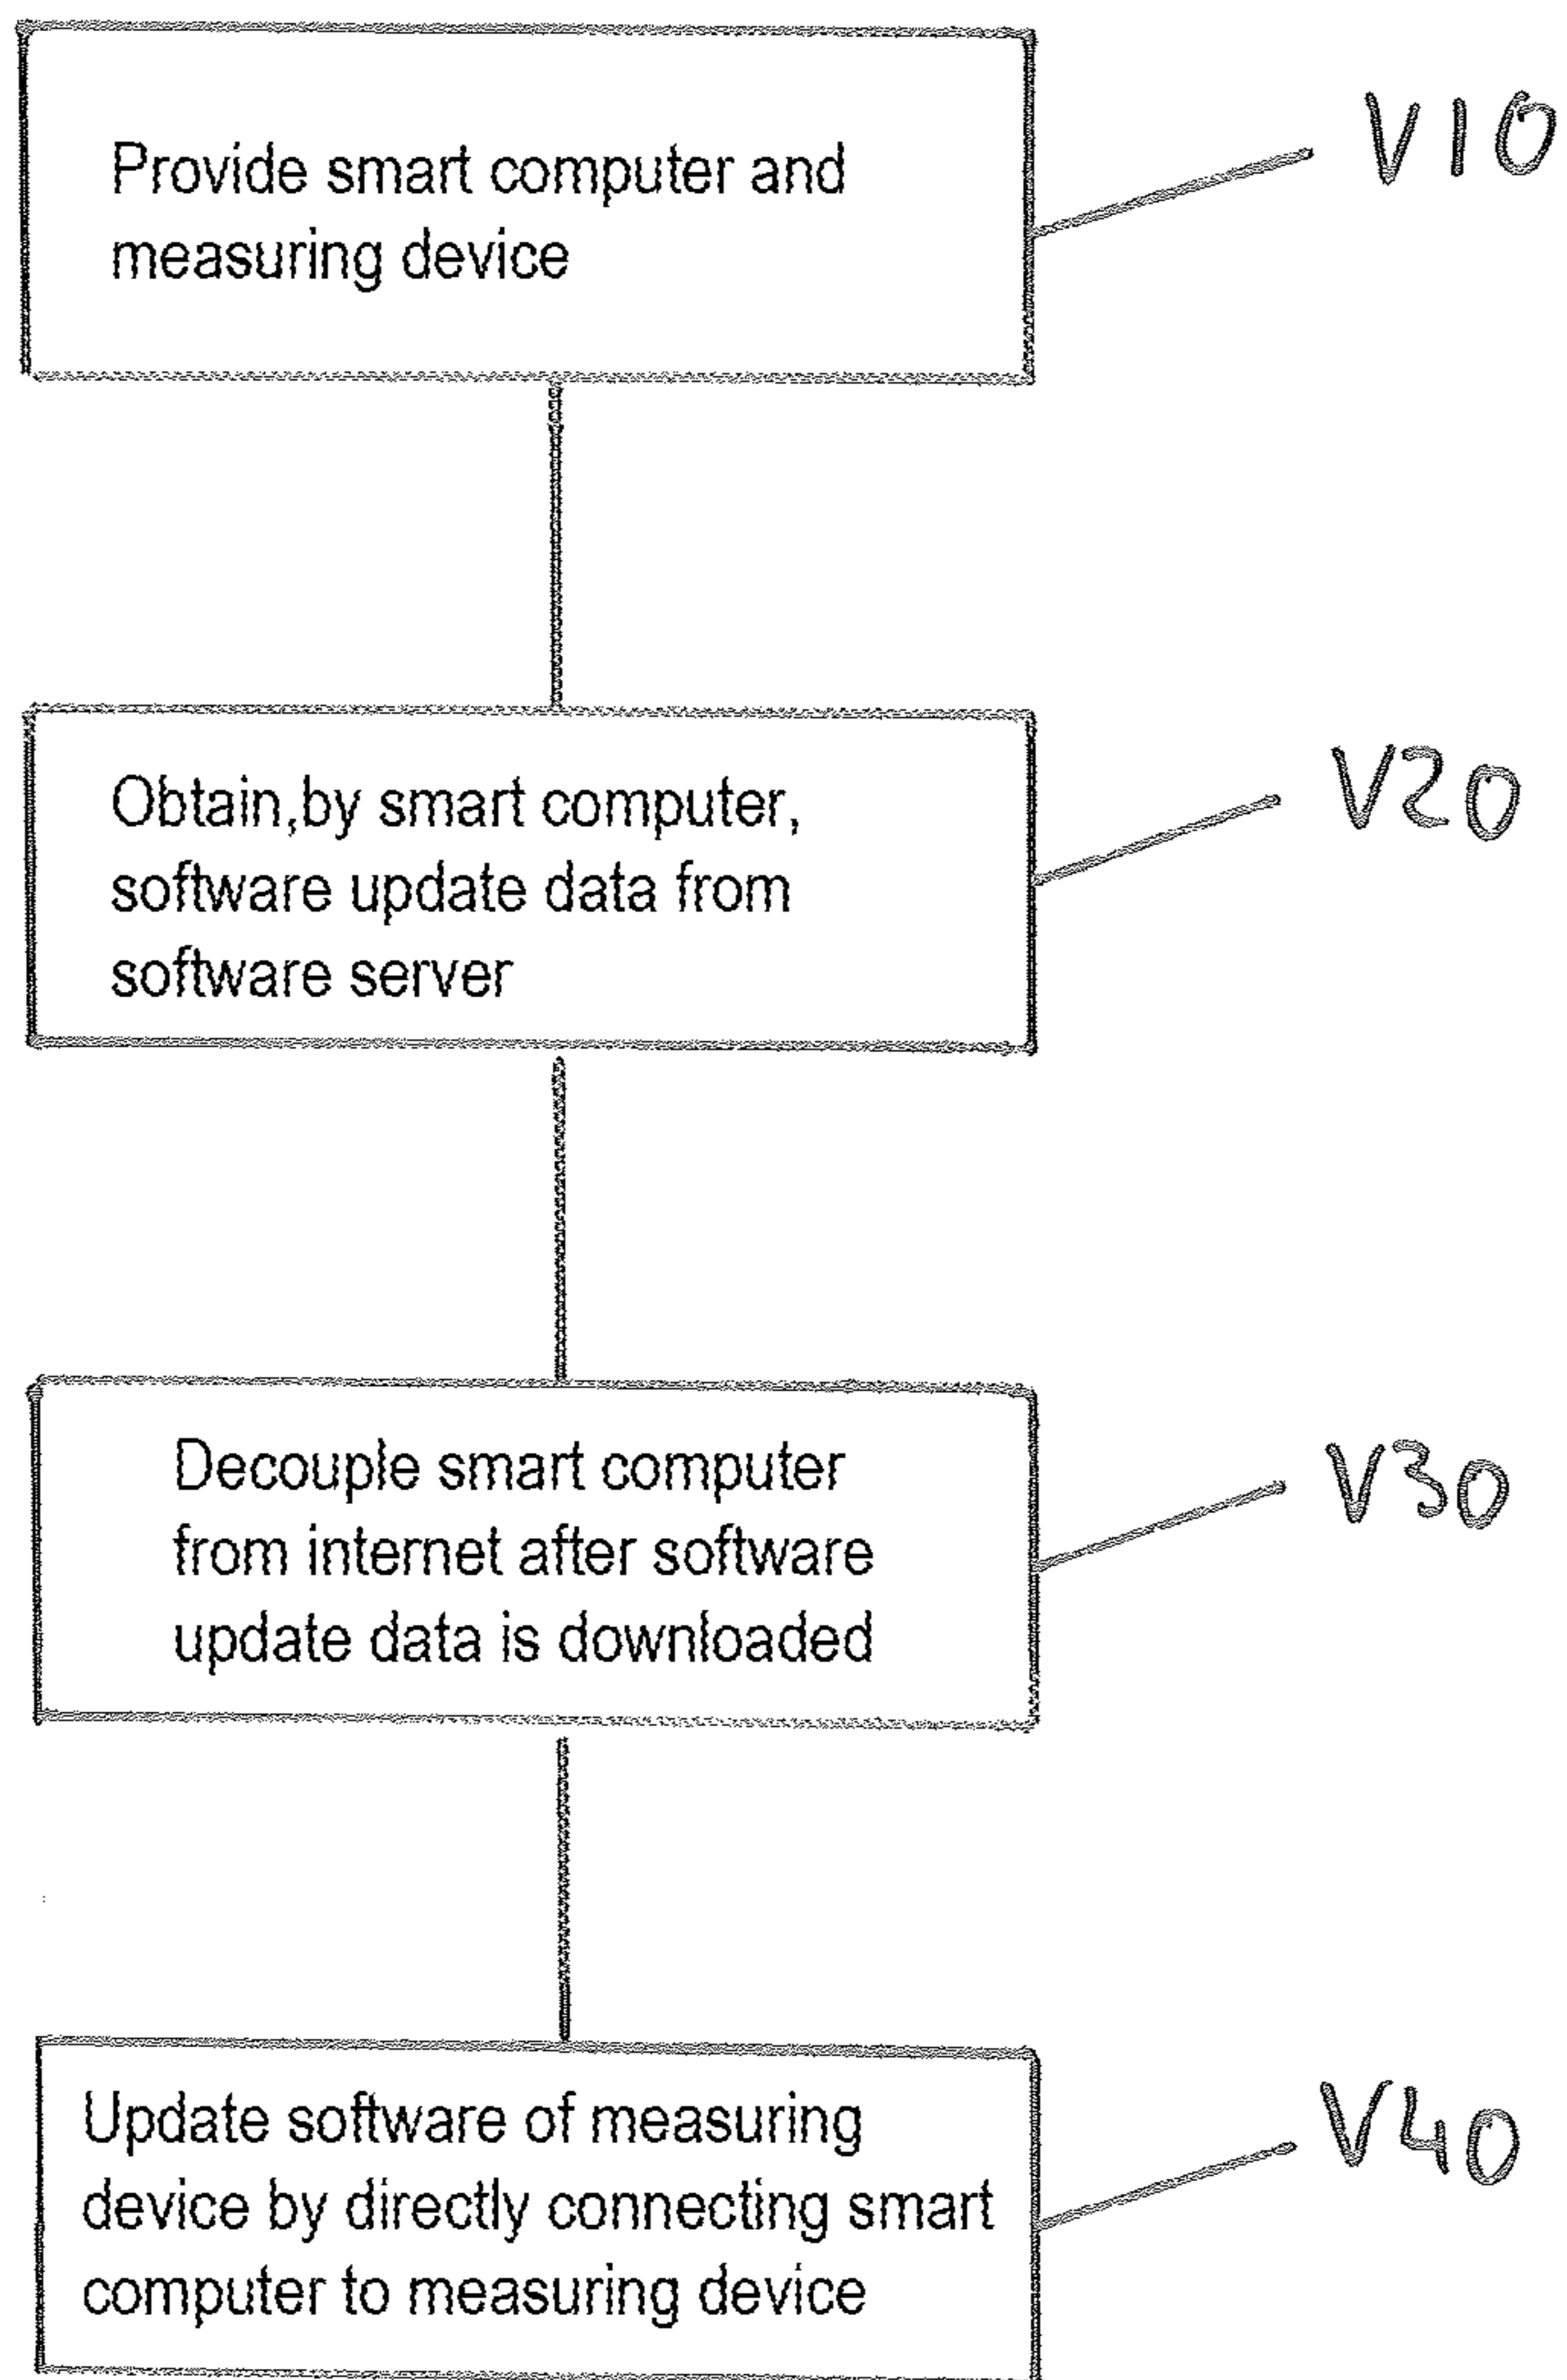 Provide smart computer and
measuring device
V10
Obtain,by smart computer,
software update data from
software server
V20
Decouple smart computer
from internet after software
update data is downloaded
V30
Update software of measuring
device by directly connecting smart
computer to measuring device
V40